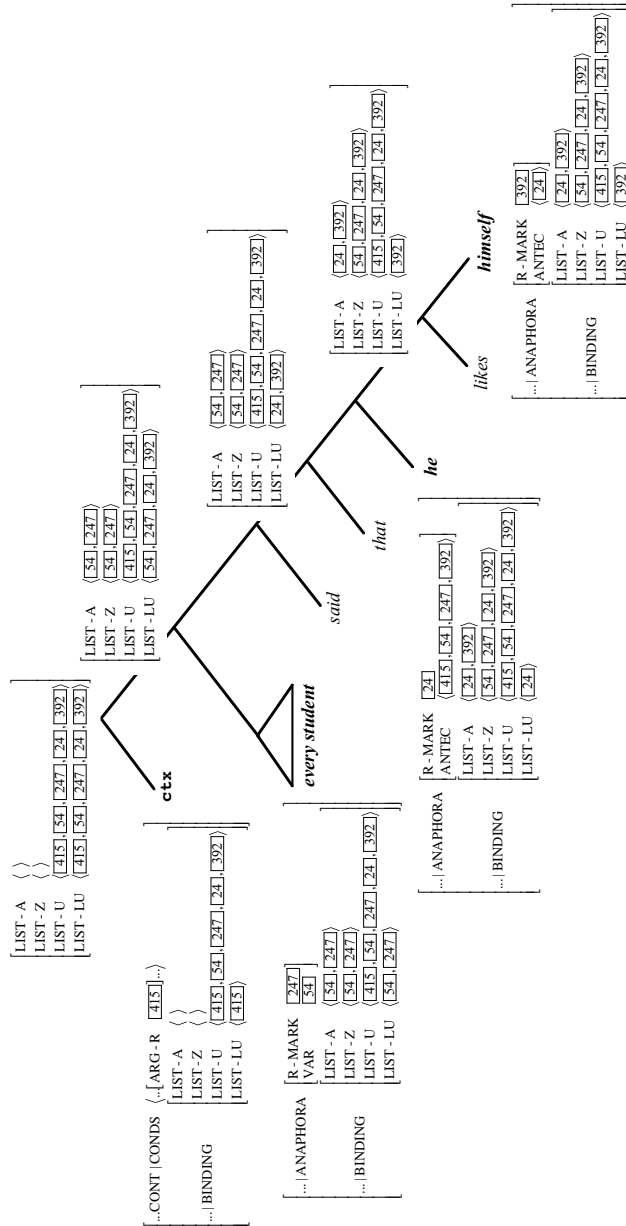 LIST-A ⟨⟩
LIST-Z ⟨⟩
LIST-U ⟨415, 54, 247, 24, 392⟩
LIST-LU ⟨415, 54, 247, 24, 392⟩
ctx
...CONT |CONDS ⟨...[ARG-R 415]...⟩
...|BINDING
LIST-A ⟨⟩
LIST-Z ⟨⟩
LIST-U ⟨415, 54, 247, 24, 392⟩
LIST-LU ⟨415⟩
LIST-A ⟨54, 247⟩
LIST-Z ⟨54, 247⟩
LIST-U ⟨415, 54, 247, 24, 392⟩
LIST-LU ⟨54, 247, 24, 392⟩
every student
...|ANAPHORA
R-MARK 247
VAR 54
...|BINDING
LIST-A ⟨54, 247⟩
LIST-Z ⟨54, 247⟩
LIST-U ⟨415, 54, 247, 24, 392⟩
LIST-LU ⟨54, 247⟩
said
LIST-A ⟨54, 247⟩
LIST-Z ⟨54, 247⟩
LIST-U ⟨415, 54, 247, 24, 392⟩
LIST-LU ⟨24, 392⟩
that
he
...|ANAPHORA
R-MARK 24
ANTEC ⟨415, 54, 247, 392⟩
...|BINDING
LIST-A ⟨24, 392⟩
LIST-Z ⟨54, 247, 24, 392⟩
LIST-U ⟨415, 54, 247, 24, 392⟩
LIST-LU ⟨24⟩
LIST-A ⟨24, 392⟩
LIST-Z ⟨54, 247, 24, 392⟩
LIST-U ⟨415, 54, 247, 24, 392⟩
LIST-LU ⟨392⟩
likes
himself
...|ANAPHORA
R-MARK 392
ANTEC ⟨24⟩
...|BINDING
LIST-A ⟨24, 392⟩
LIST-Z ⟨54, 247, 24, 392⟩
LIST-U ⟨415, 54, 247, 24, 392⟩
LIST-LU ⟨392⟩